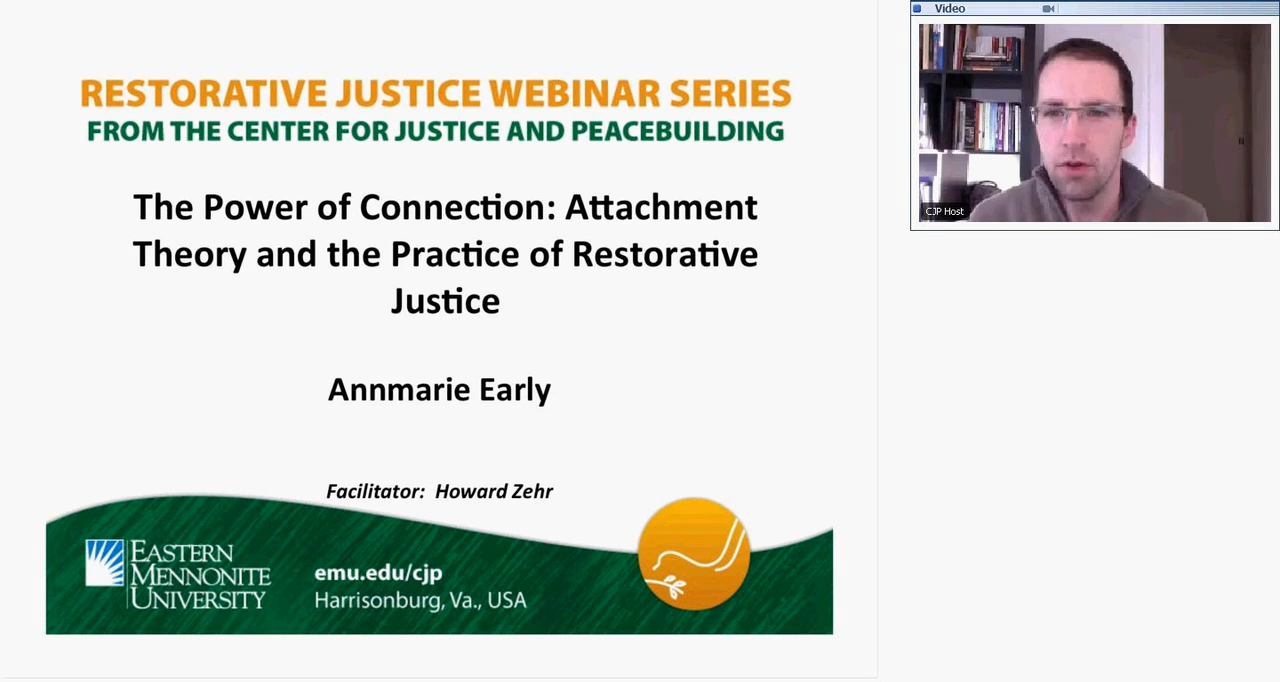 RESTORATIVE JUSTICE WEBINAR SERIES
FROM THE CENTER FOR JUSTICE AND PEACEBUILDING
The Power of Connection: Attachment
Theory and the Practice of Restorative
Justice
Annmarie Early
Facilitator: Howard Zehr
EASTERN
MENNONITE
UNIVERSITY
emu.edu/cjp
Harrisonburg, Va., USA
Video
CJP Host